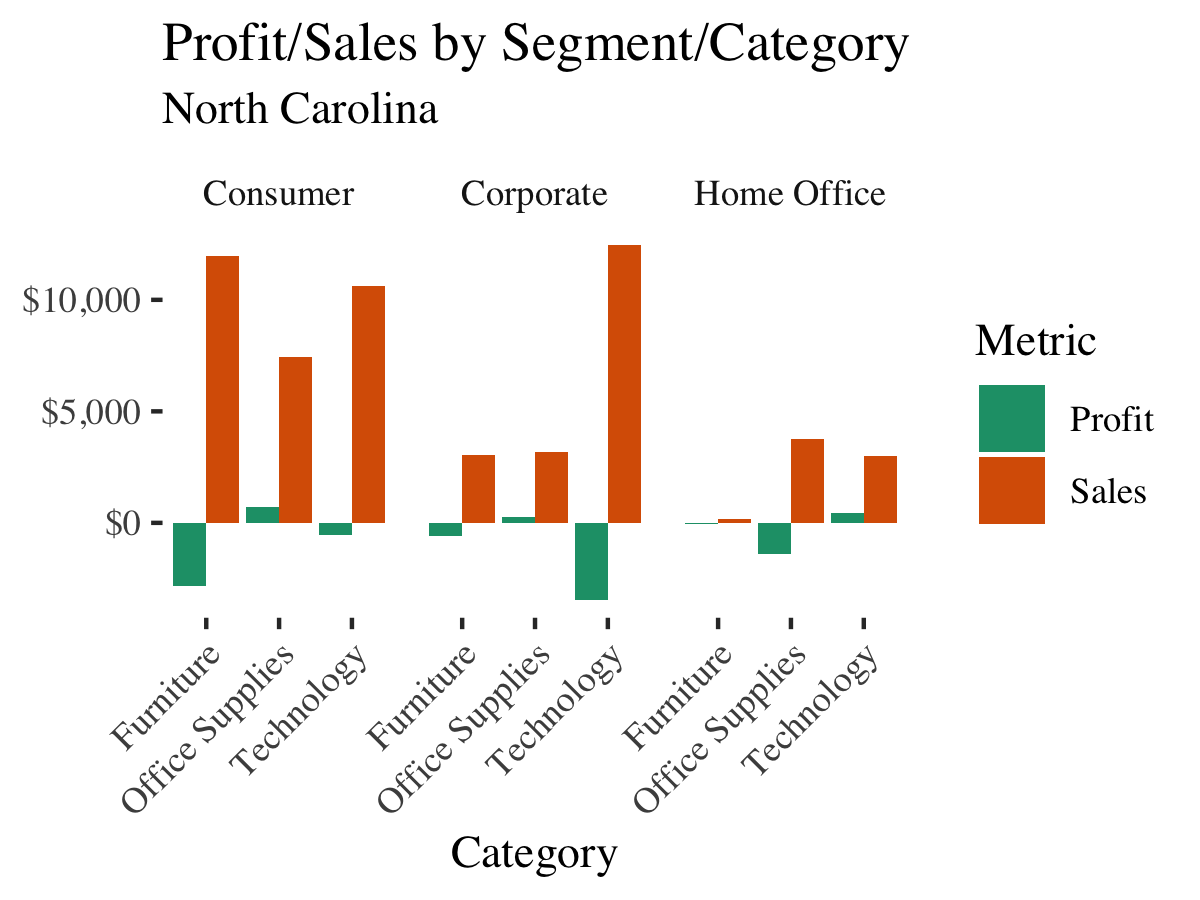 Profit/Sales by Segment/Category
North Carolina
Consumer Corporate Home Office
$10,000
$5,000
$0
Furniture
Office Supplies
Technology
Furniture
Office Supplies
Technology
Furniture
Office Supplies
Technology
Category
Metric
Profit
Sales